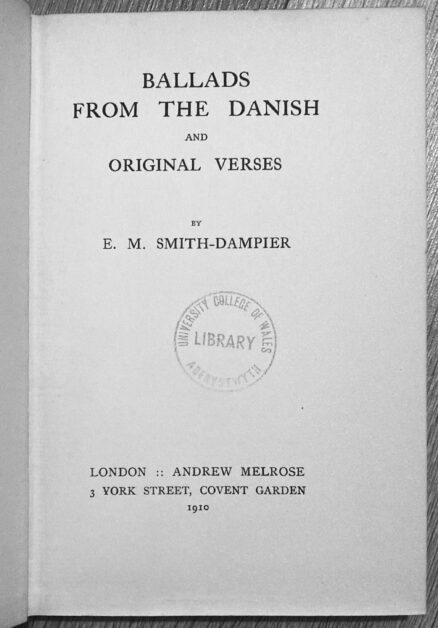 BALLADS
FROM THE DANISH
AND
ORIGINAL VERSES
BY
E. M. SMITH-DAMPIER
UNIVERSITY COLLEGE OF WALES
LIBRARY
ABERYSTWYTH
LONDON :: ANDREW MELROSE
3 YORK STREET, COVENT GARDEN
1910